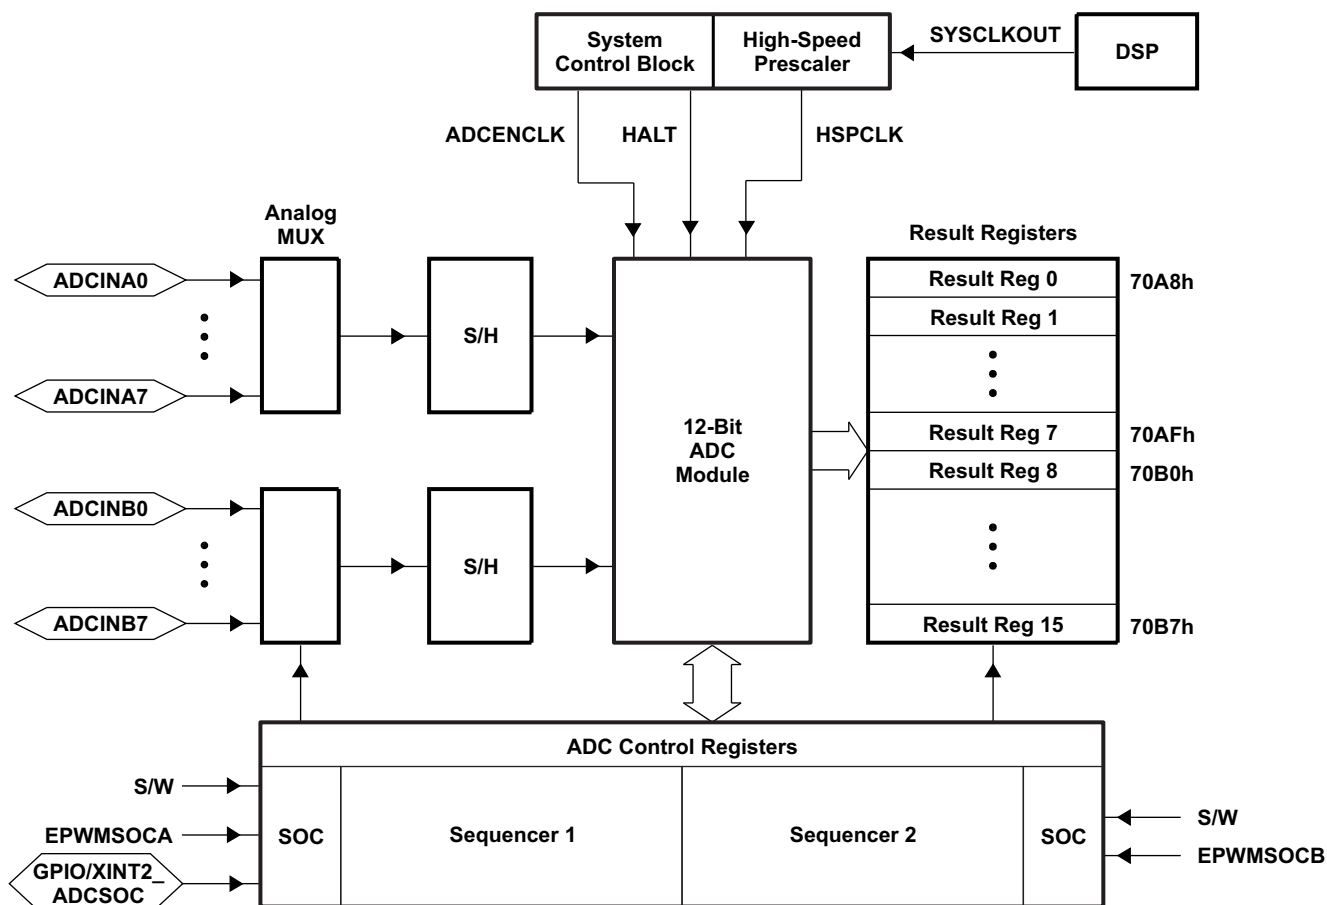 System
Control Block
High-Speed
Prescaler
SYSCLKOUT
DSP
ADCENCLK
HALT
HSPCLK
Analog
MUX
Result Registers
ADCINA0
ADCINA7
S/H
ADCINB0
ADCINB7
S/H
12-Bit
ADC
Module
Result Reg 0
70A8h
Result Reg 1
Result Reg 7
70AFh
Result Reg 8
70B0h
Result Reg 15
70B7h
ADC Control Registers
S/W
EPWMSOCA
GPIO/XINT2_
ADCSOC
SOC
Sequencer 1
Sequencer 2
SOC
S/W
EPWMSOCB